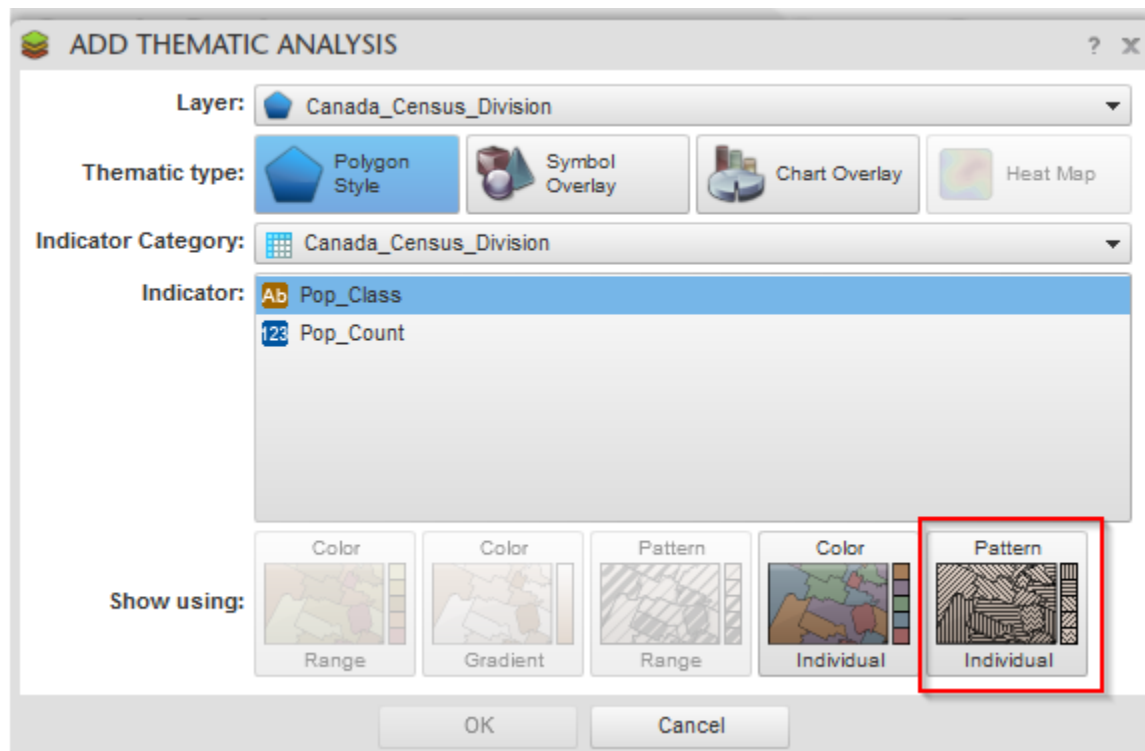 ADD THEMATIC ANALYSIS ? X
Layer: Canada_Census_Division
Thematic type: Polygon Style Symbol Overlay Chart Overlay Heat Map
Indicator Category: Canada_Census_Division
Indicator: Ab Pop_Class
123 Pop_Count
Show using:
Color Range
Color Gradient
Pattern Range
Color Individual
Pattern Individual
OK Cancel